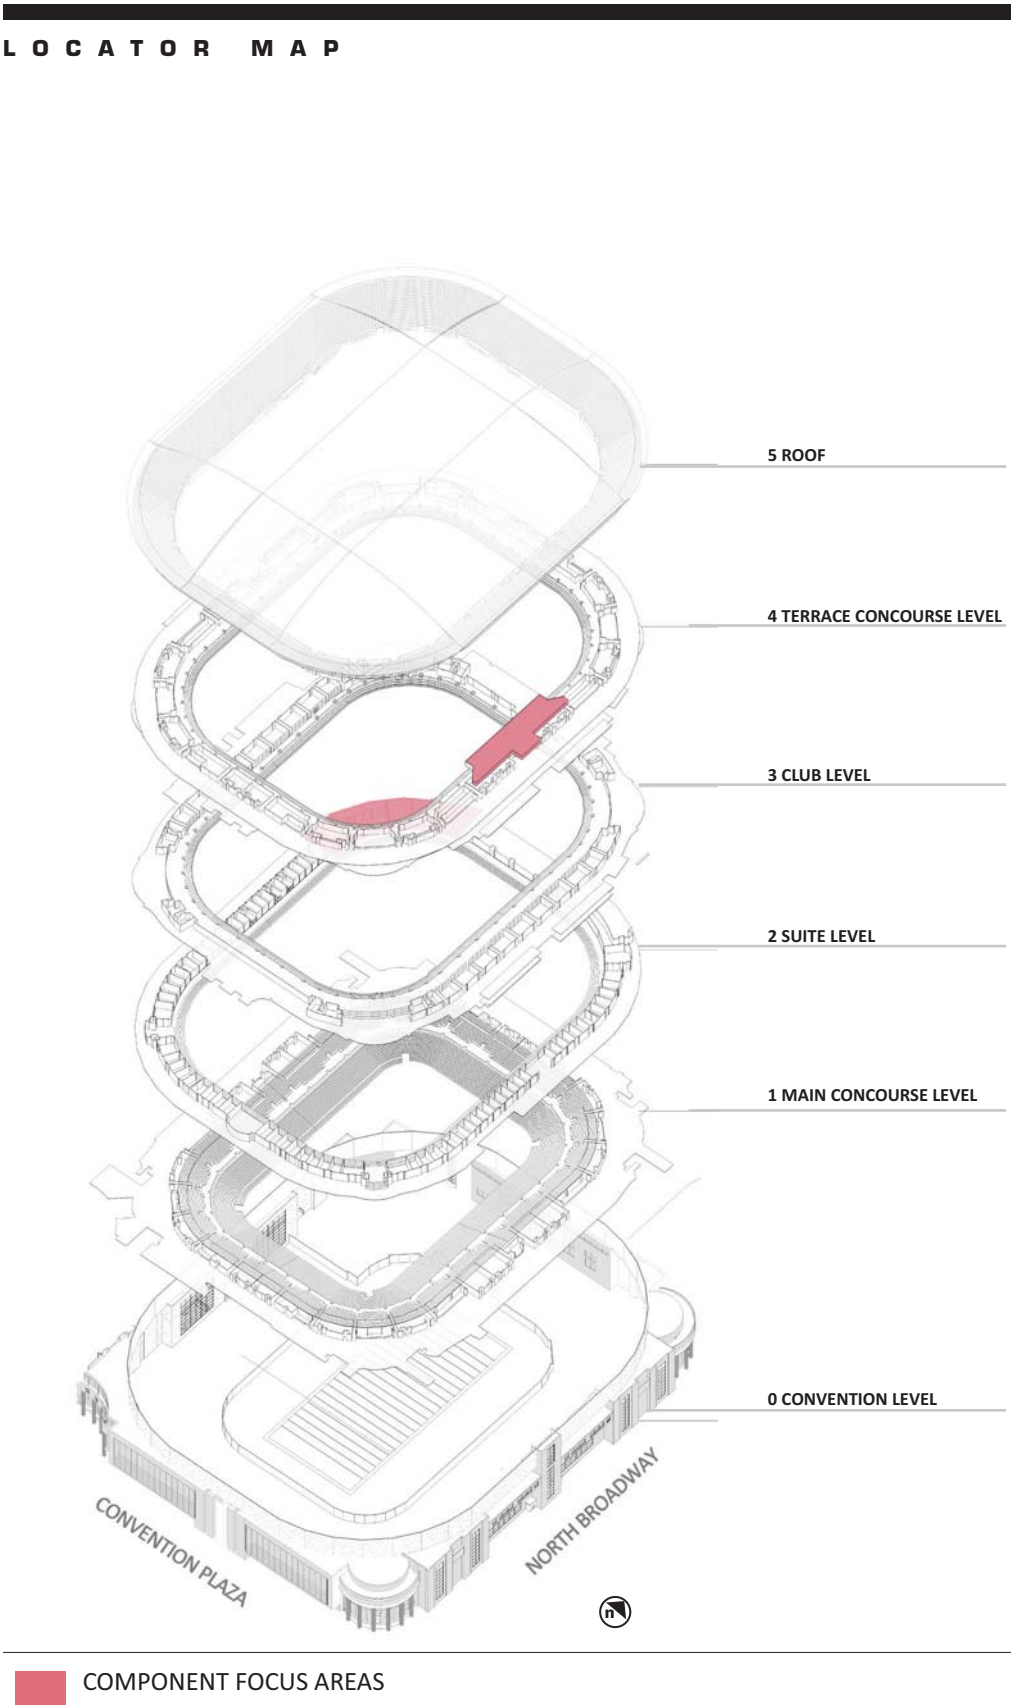 LOCATOR MAP
5 ROOF
4 TERRACE CONCOURSE LEVEL
3 CLUB LEVEL
2 SUITE LEVEL
1 MAIN CONCOURSE LEVEL
0 CONVENTION LEVEL
CONVENTION PLAZA
NORTH BROADWAY
n
COMPONENT FOCUS AREAS